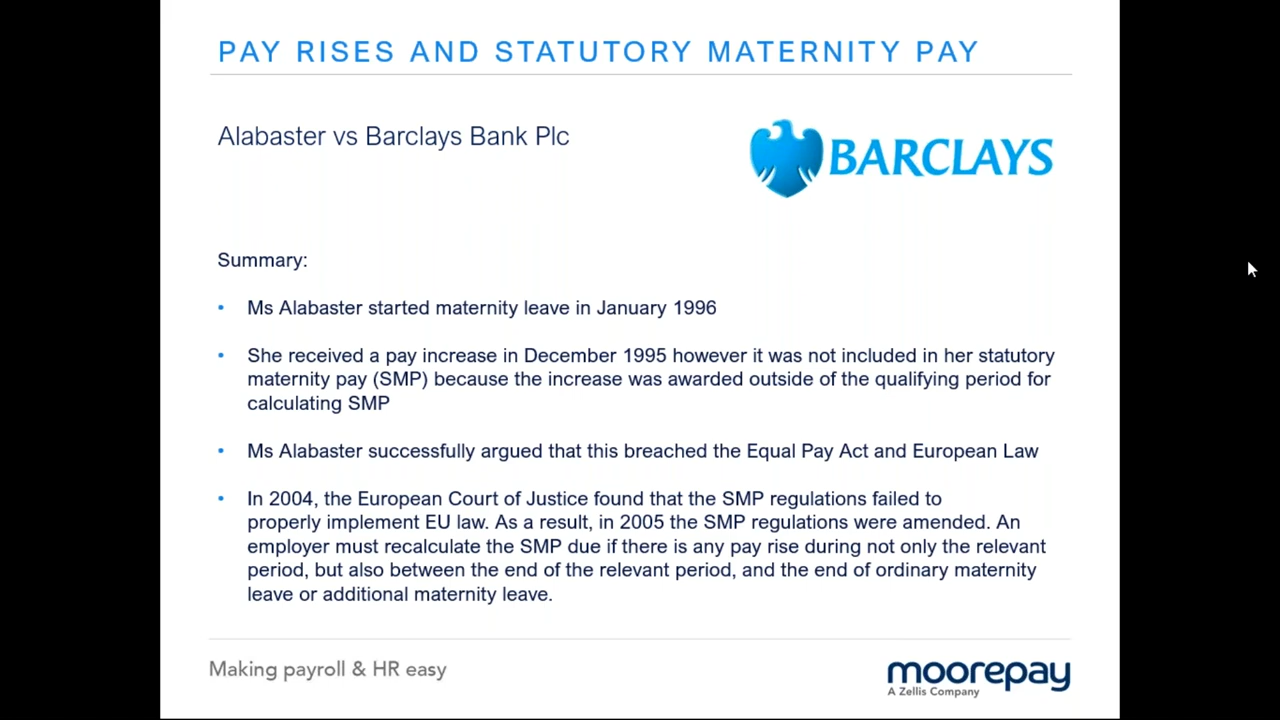 PAY RISES AND STATUTORY MATERNITY PAY
Alabaster vs Barclays Bank Plc
BARCLAYS
Summary:
• Ms Alabaster started maternity leave in January 1996
• She received a pay increase in December 1995 however it was not included in her statutory
maternity pay (SMP) because the increase was awarded outside of the qualifying period for
calculating SMP
• Ms Alabaster successfully argued that this breached the Equal Pay Act and European Law
• In 2004, the European Court of Justice found that the SMP regulations failed to
properly implement EU law. As a result, in 2005 the SMP regulations were amended. An
employer must recalculate the SMP due if there is any pay rise during not only the relevant
period, but also between the end of the relevant period, and the end of ordinary maternity
leave or additional maternity leave.
Making payroll & HR easy
moorepay
A Zellis Company